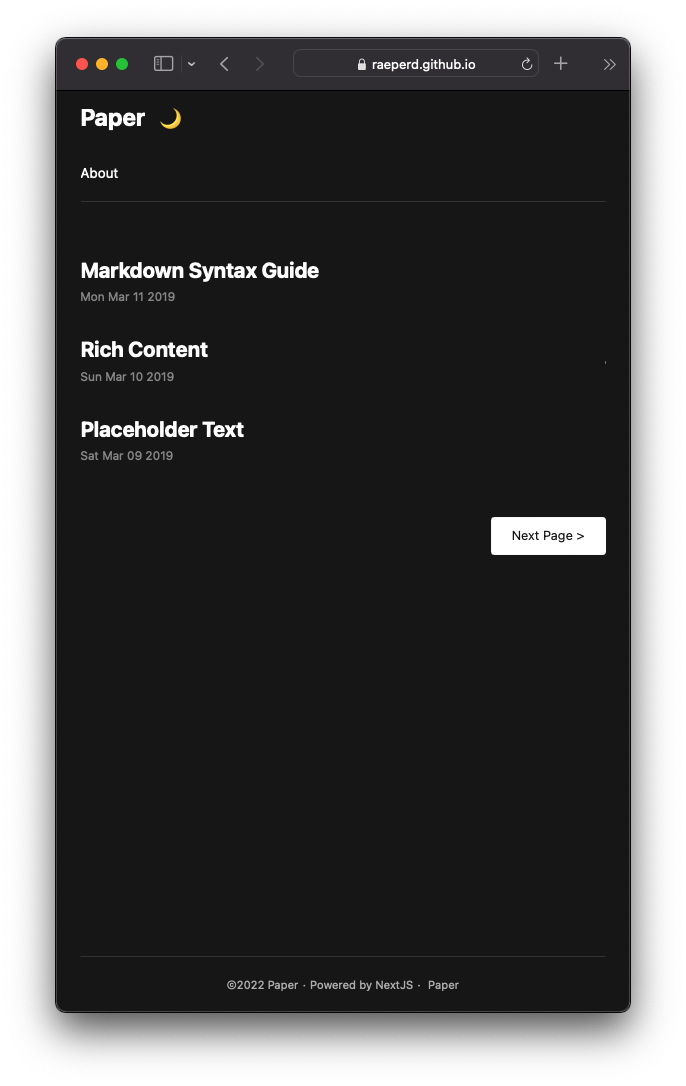 raeperd.github.io
Paper 🌙
About
Markdown Syntax Guide
Mon Mar 11 2019
Rich Content
Sun Mar 10 2019
Placeholder Text
Sat Mar 09 2019
Next Page >
©2022 Paper · Powered by NextJS · Paper